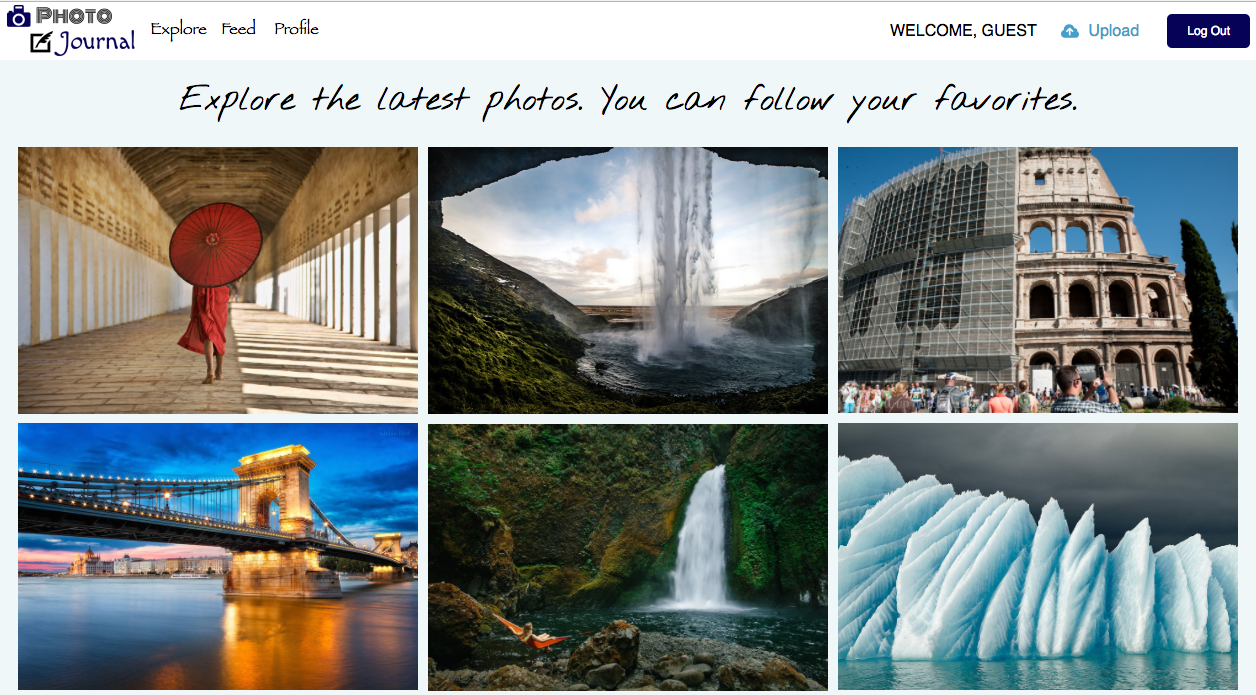 Photo
Journal
Explore Feed Profile
WELCOME, GUEST Upload Log Out
Explore the latest photos. You can follow your favorites.